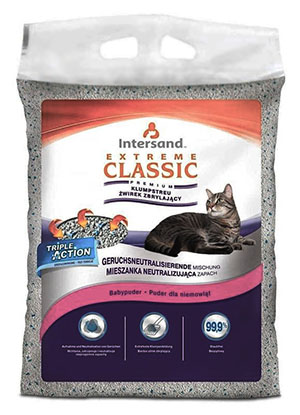 Intersand®
EXTREME
CLASSIC
PREMIUM
KLUMPSTREU
ŻWIREK ZBRYLAJĄCY
TRIPLE
ACTION
GERUCHSNEUTRALISIERENDE MISCHUNG
MIESZANKA NEUTRALIZUJĄCA ZAPACH
Babypuder - Puder dla niemowląt
99,9%